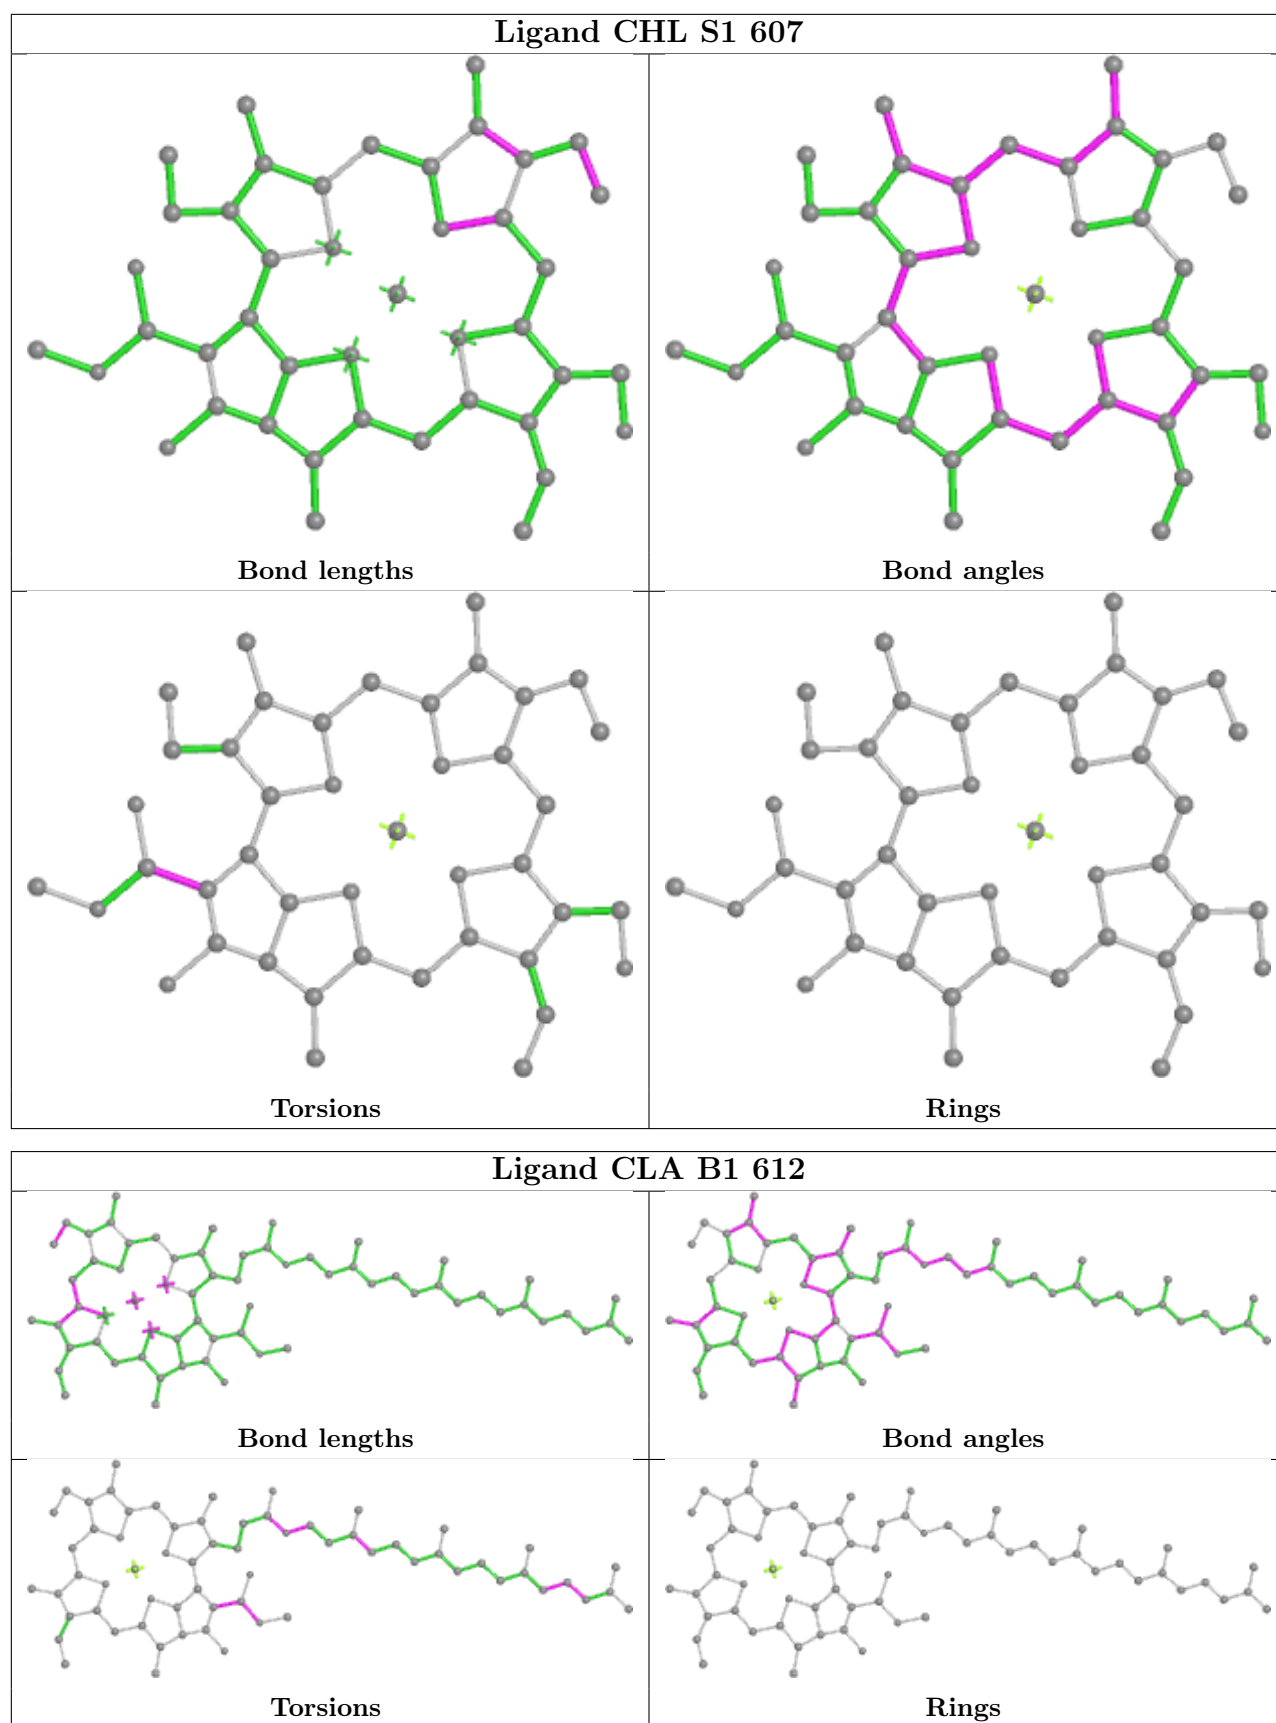 Ligand CHL S1 607
Bond lengths
Bond angles
Torsions
Rings
Ligand CLA B1 612
Bond lengths
Bond angles
Torsions
Rings